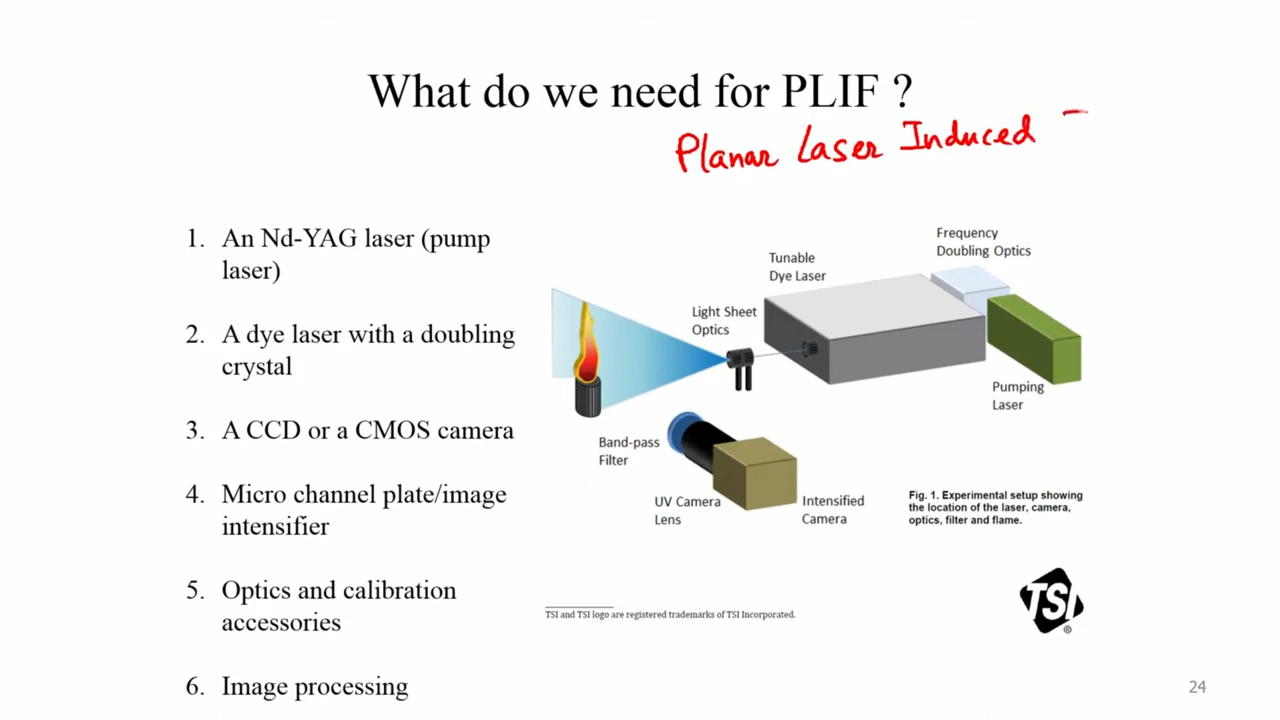 What do we need for PLIF ?
Planar Laser Induced
1. An Nd-YAG laser (pump
laser)
2. A dye laser with a doubling
crystal
3. A CCD or a CMOS camera
4. Micro channel plate/image
intensifier
5. Optics and calibration
accessories
6. Image processing
Frequency
Doubling Optics
Tunable
Dye Laser
Light Sheet
Optics
Pumping
Laser
Band-pass
Filter
UV Camera
Lens
Intensified
Camera
Fig. 1. Experimental setup showing
the location of the laser, camera,
optics, filter and flame.
TSI and TSI logo are registered trademarks of TSI Incorporated.
TSI
®
24